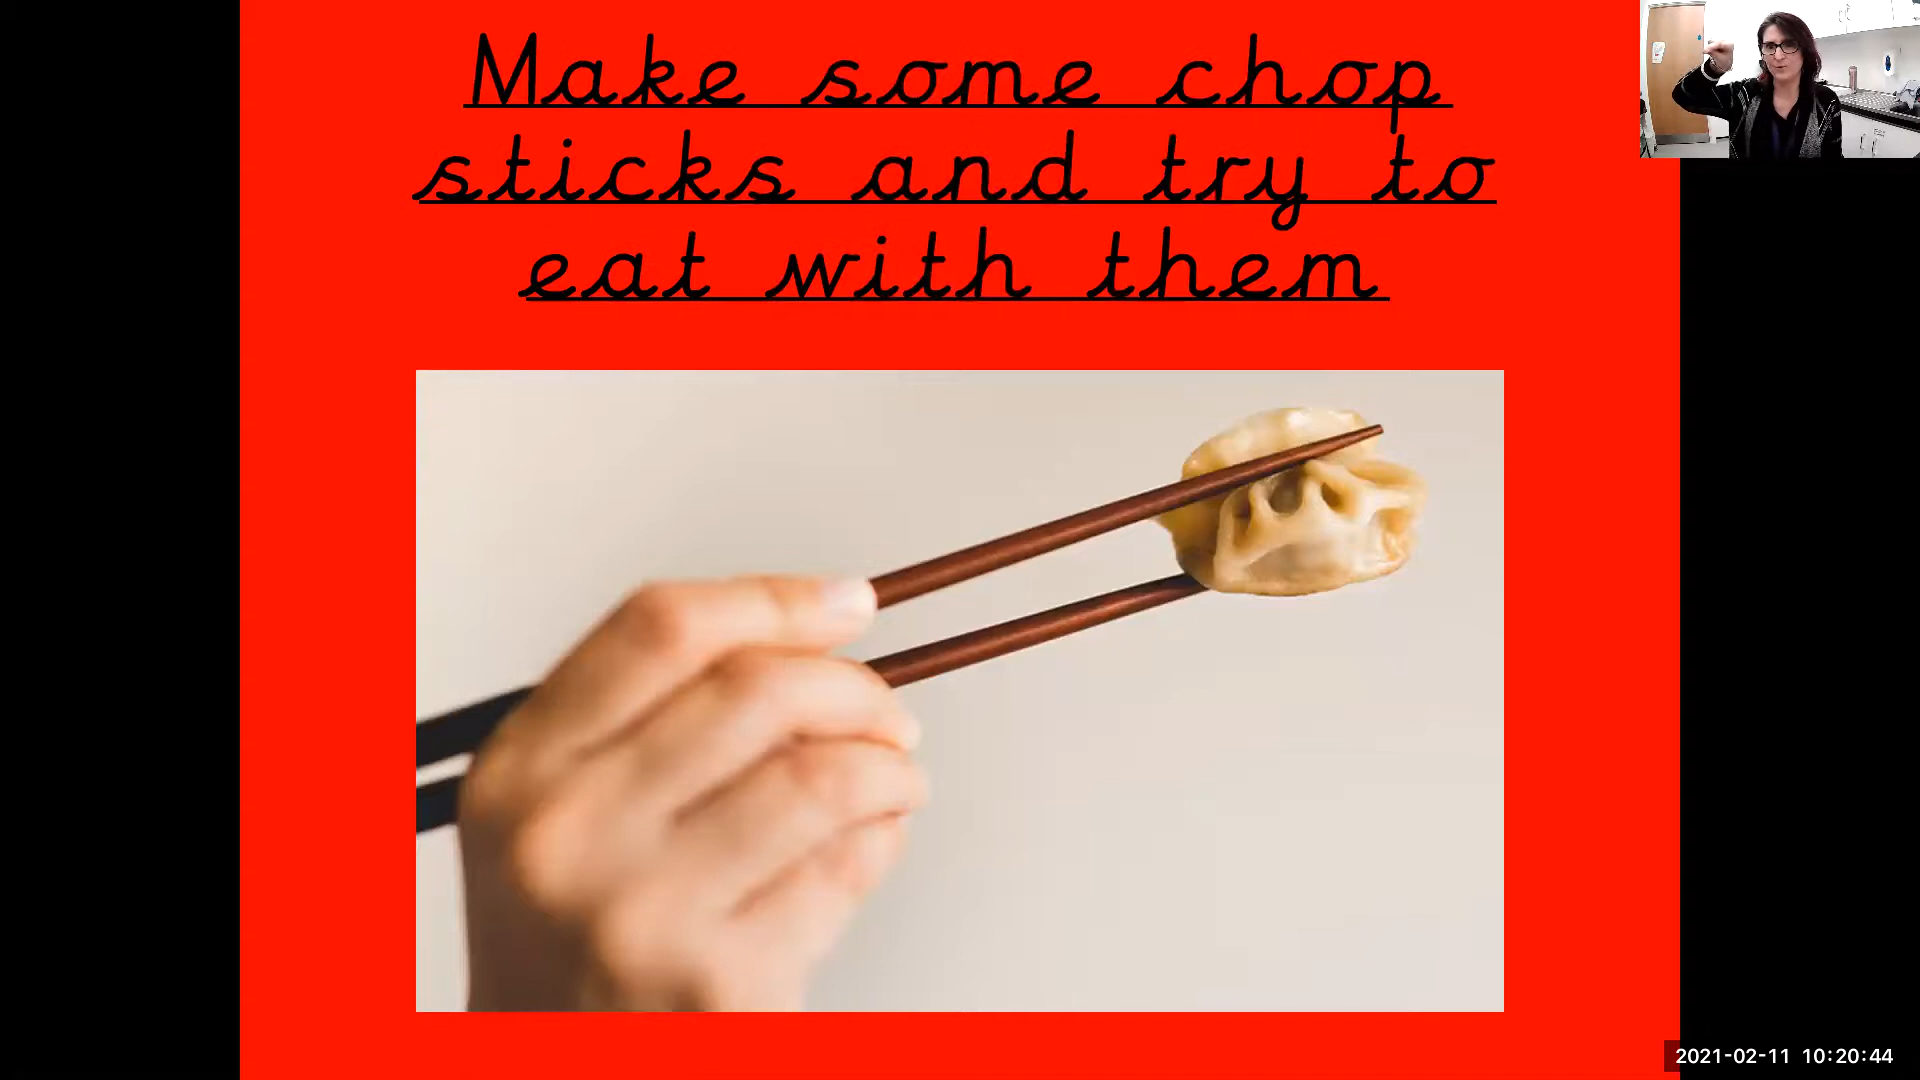 Make some chop
sticks and try to
eat with them
2021-02-11 10:20:44